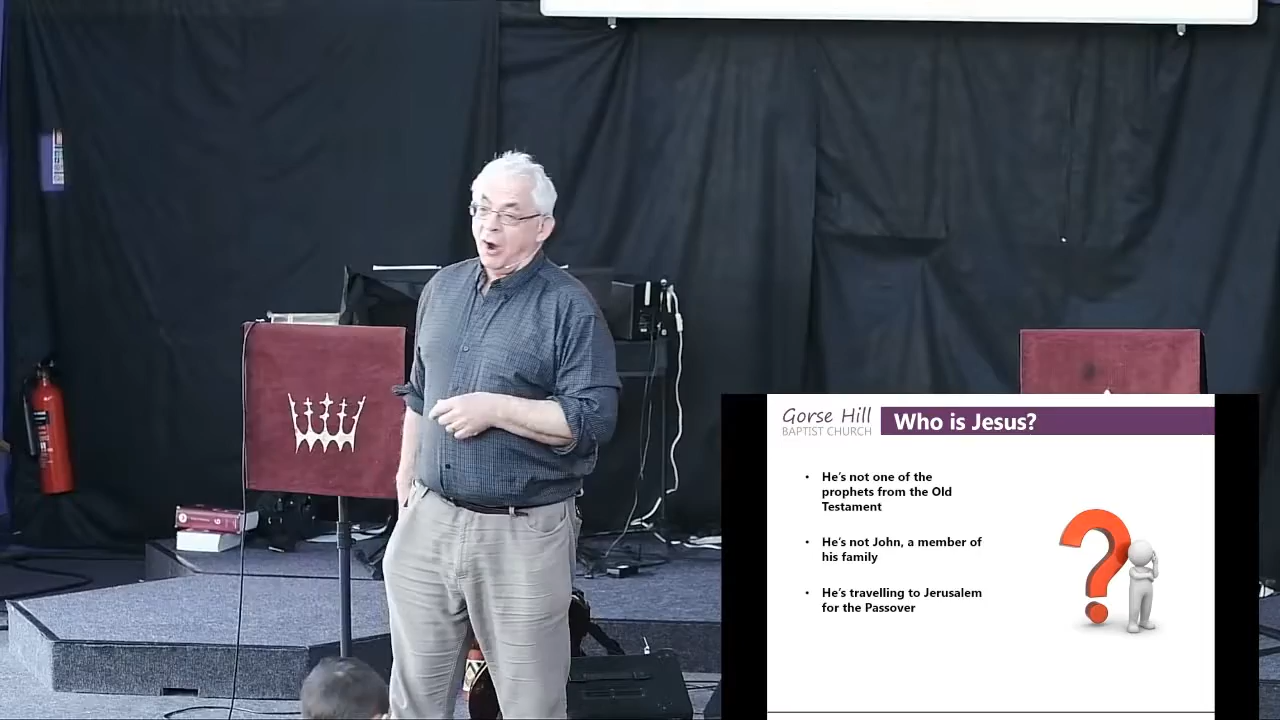 Gorse Hill
BAPTIST CHURCH
Who is Jesus?
• He's not one of the
prophets from the Old
Testament
• He's not John, a member of
his family
• He's travelling to Jerusalem
for the Passover